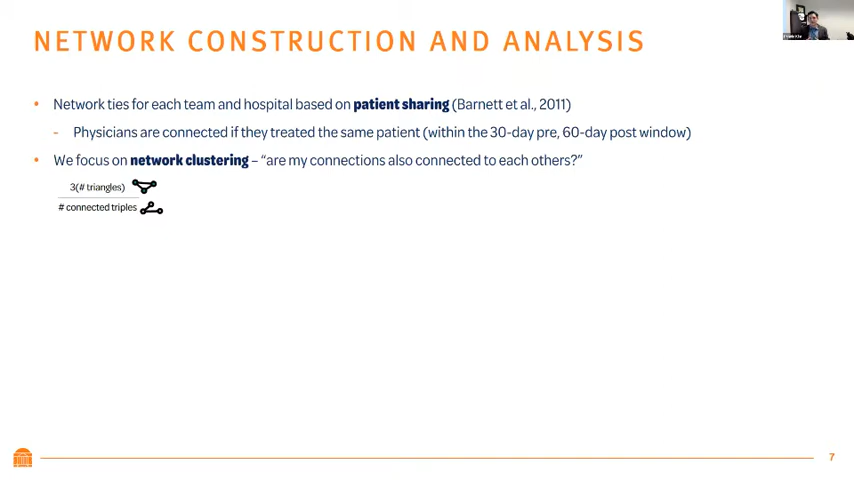 NETWORK CONSTRUCTION AND ANALYSIS
• Network ties for each team and hospital based on patient sharing (Barnett et al., 2011)
- Physicians are connected if they treated the same patient (within the 30-day pre, 60-day post window)
• We focus on network clustering – “are my connections also connected to each others?”
3(# triangles)
# connected triples
7